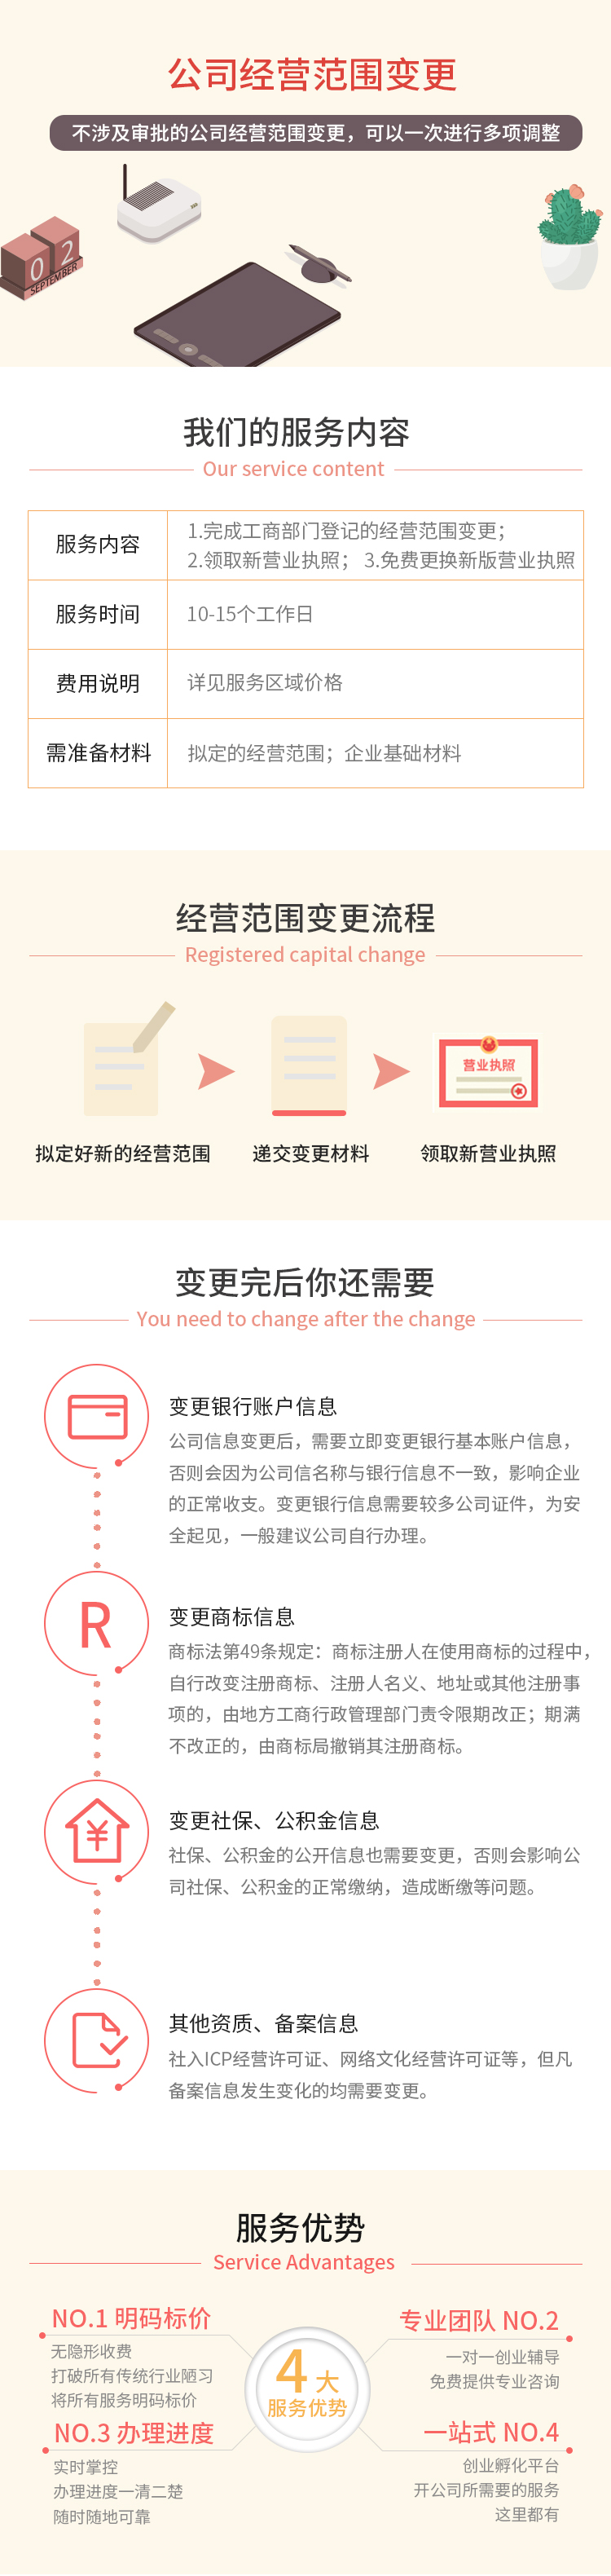 公司经营范围变更
不涉及审批的公司经营范围变更，可以一次进行多项调整
02
SEPTEMBER
我们的服务内容
Our service content
服务内容
1.完成工商部门登记的经营范围变更；
2.领取新营业执照； 3.免费更换新版营业执照
服务时间
10-15个工作日
费用说明
详见服务区域价格
需准备材料
拟定的经营范围；企业基础材料
经营范围变更流程
Registered capital change
营业执照
拟定好新的经营范围
递交变更材料
领取新营业执照
变更完后你还需要
You need to change after the change
变更银行账户信息
公司信息变更后，需要立即变更银行基本账户信息，
否则会因为公司信名称与银行信息不一致，影响企业
的正常收支。变更银行信息需要较多公司证件，为安
全起见，一般建议公司自行办理。
R
变更商标信息
商标法第49条规定：商标注册人在使用商标的过程中，
自行改变注册商标、注册人名义、地址或其他注册事
项的，由地方工商行政管理部门责令限期改正；期满
不改正的，由商标局撤销其注册商标。
¥
变更社保、公积金信息
社保、公积金的公开信息也需要变更，否则会影响公
司社保、公积金的正常缴纳，造成断缴等问题。
其他资质、备案信息
社入ICP经营许可证、网络文化经营许可证等，但凡
备案信息发生变化的均需要变更。
服务优势
Service Advantages
NO.1 明码标价
无隐形收费
打破所有传统行业陋习
将所有服务明码标价
专业团队 NO.2
一对一创业辅导
免费提供专业咨询
4大
服务优势
NO.3 办理进度
实时掌控
办理进度一清二楚
随时随地可靠
一站式 NO.4
创业孵化平台
开公司所需要的服务
这里都有